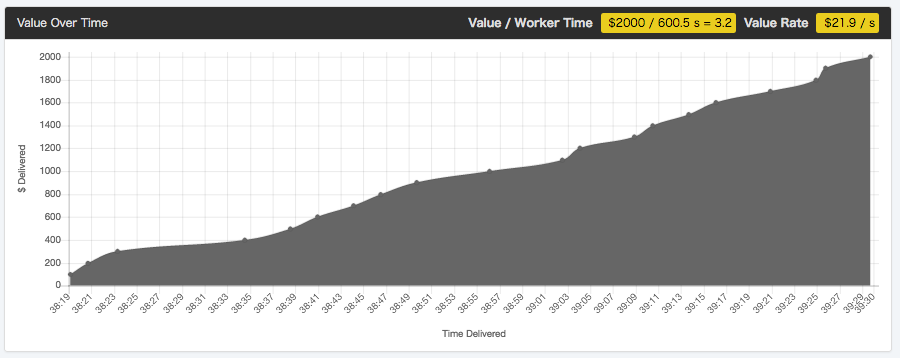 Value Over Time
Value / Worker Time $2000 / 600.5 s = 3.2 Value Rate $21.9 / s
2000
1800
1600
1400
1200
1000
800
600
400
200
0
$ Delivered
38:19 38:21 38:23 38:25 38:27 38:29 38:31 38:33 38:35 38:37 38:39 38:41 38:43 38:45 38:47 38:49 38:51 38:53 38:55 38:57 38:59 39:01 39:03 39:05 39:07 39:09 39:11 39:13 39:15 39:17 39:19 39:21 39:23 39:25 39:27 39:29 39:30
Time Delivered